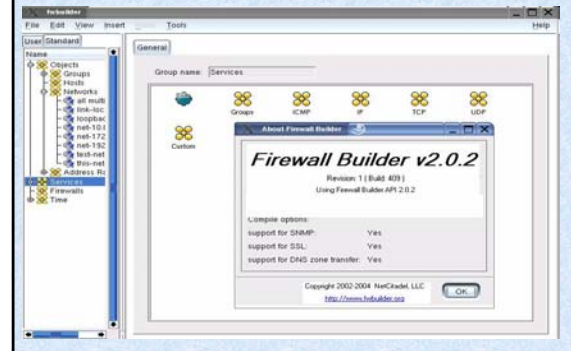 fwbuilder
File Edit View Insert Tools Help
User Standard
Name
Objects
Groups
Hosts
Networks
all multi
link-loc
loopbac
net-10.(
net-172
net-192
test-net
this-net
Address Ra
Services
Firewalls
Time
General
Group name: Services
Groups ICMP IP TCP UDP
Custom
About Firewall Builder
Firewall Builder v2.0.2
Revision: 1 ( Build: 409 )
Using Firewall Builder API 2.0.2
Compile options:
support for SNMP: Yes
support for SSL: Yes
support for DNS zone transfer: Yes
Copyright 2002-2004 NetCitadel, LLC
http://www.fwbuilder.org
OK